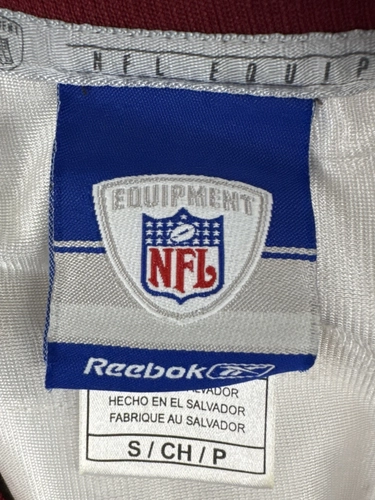 NFL EQUIP
EQUIPMENT
NFL
Reebok
HECHO EN EL SALVADOR
FABRIQUE AU SALVADOR
S / CH / P